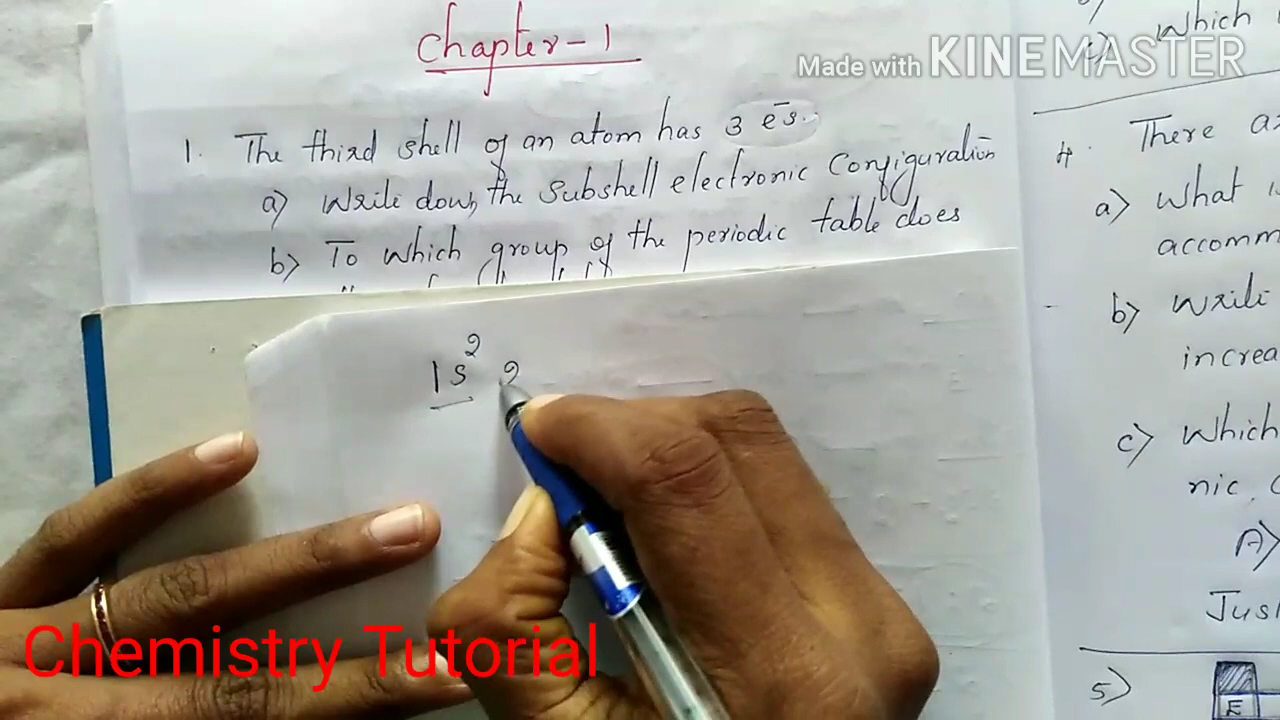 Chapter-1
Made with KINEMASTER
1. The third shell of an atom has 3 e⁻s.
a) Write down the subshell electronic configuration
b) To which group of the periodic table does
1s² 2
c) Which
4. There
a) What
accomm
b) Write
increa
c) Which
nic,
A)
Jus
5)
E
Chemistry Tutorial